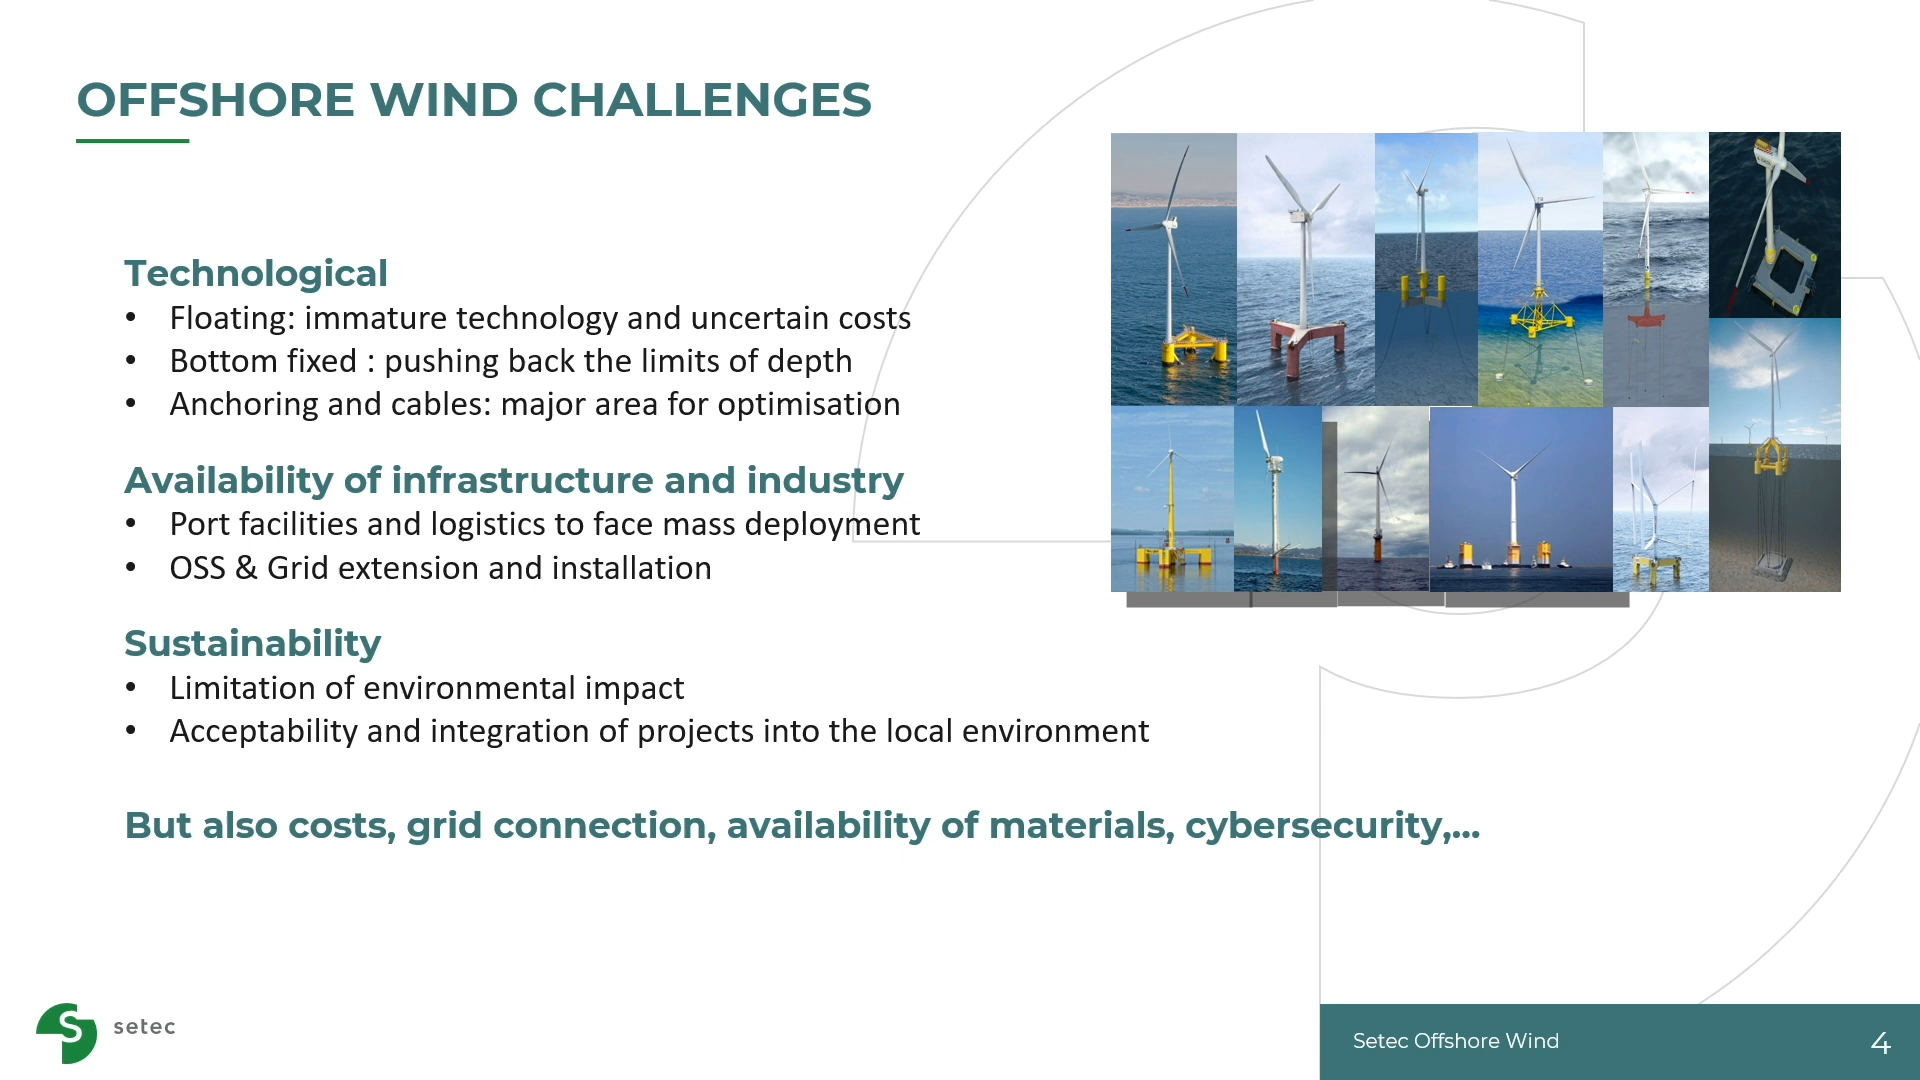 OFFSHORE WIND CHALLENGES
Technological
• Floating: immature technology and uncertain costs
• Bottom fixed : pushing back the limits of depth
• Anchoring and cables: major area for optimisation
Availability of infrastructure and industry
• Port facilities and logistics to face mass deployment
• OSS & Grid extension and installation
Sustainability
• Limitation of environmental impact
• Acceptability and integration of projects into the local environment
But also costs, grid connection, availability of materials, cybersecurity,...
setec
Setec Offshore Wind
4